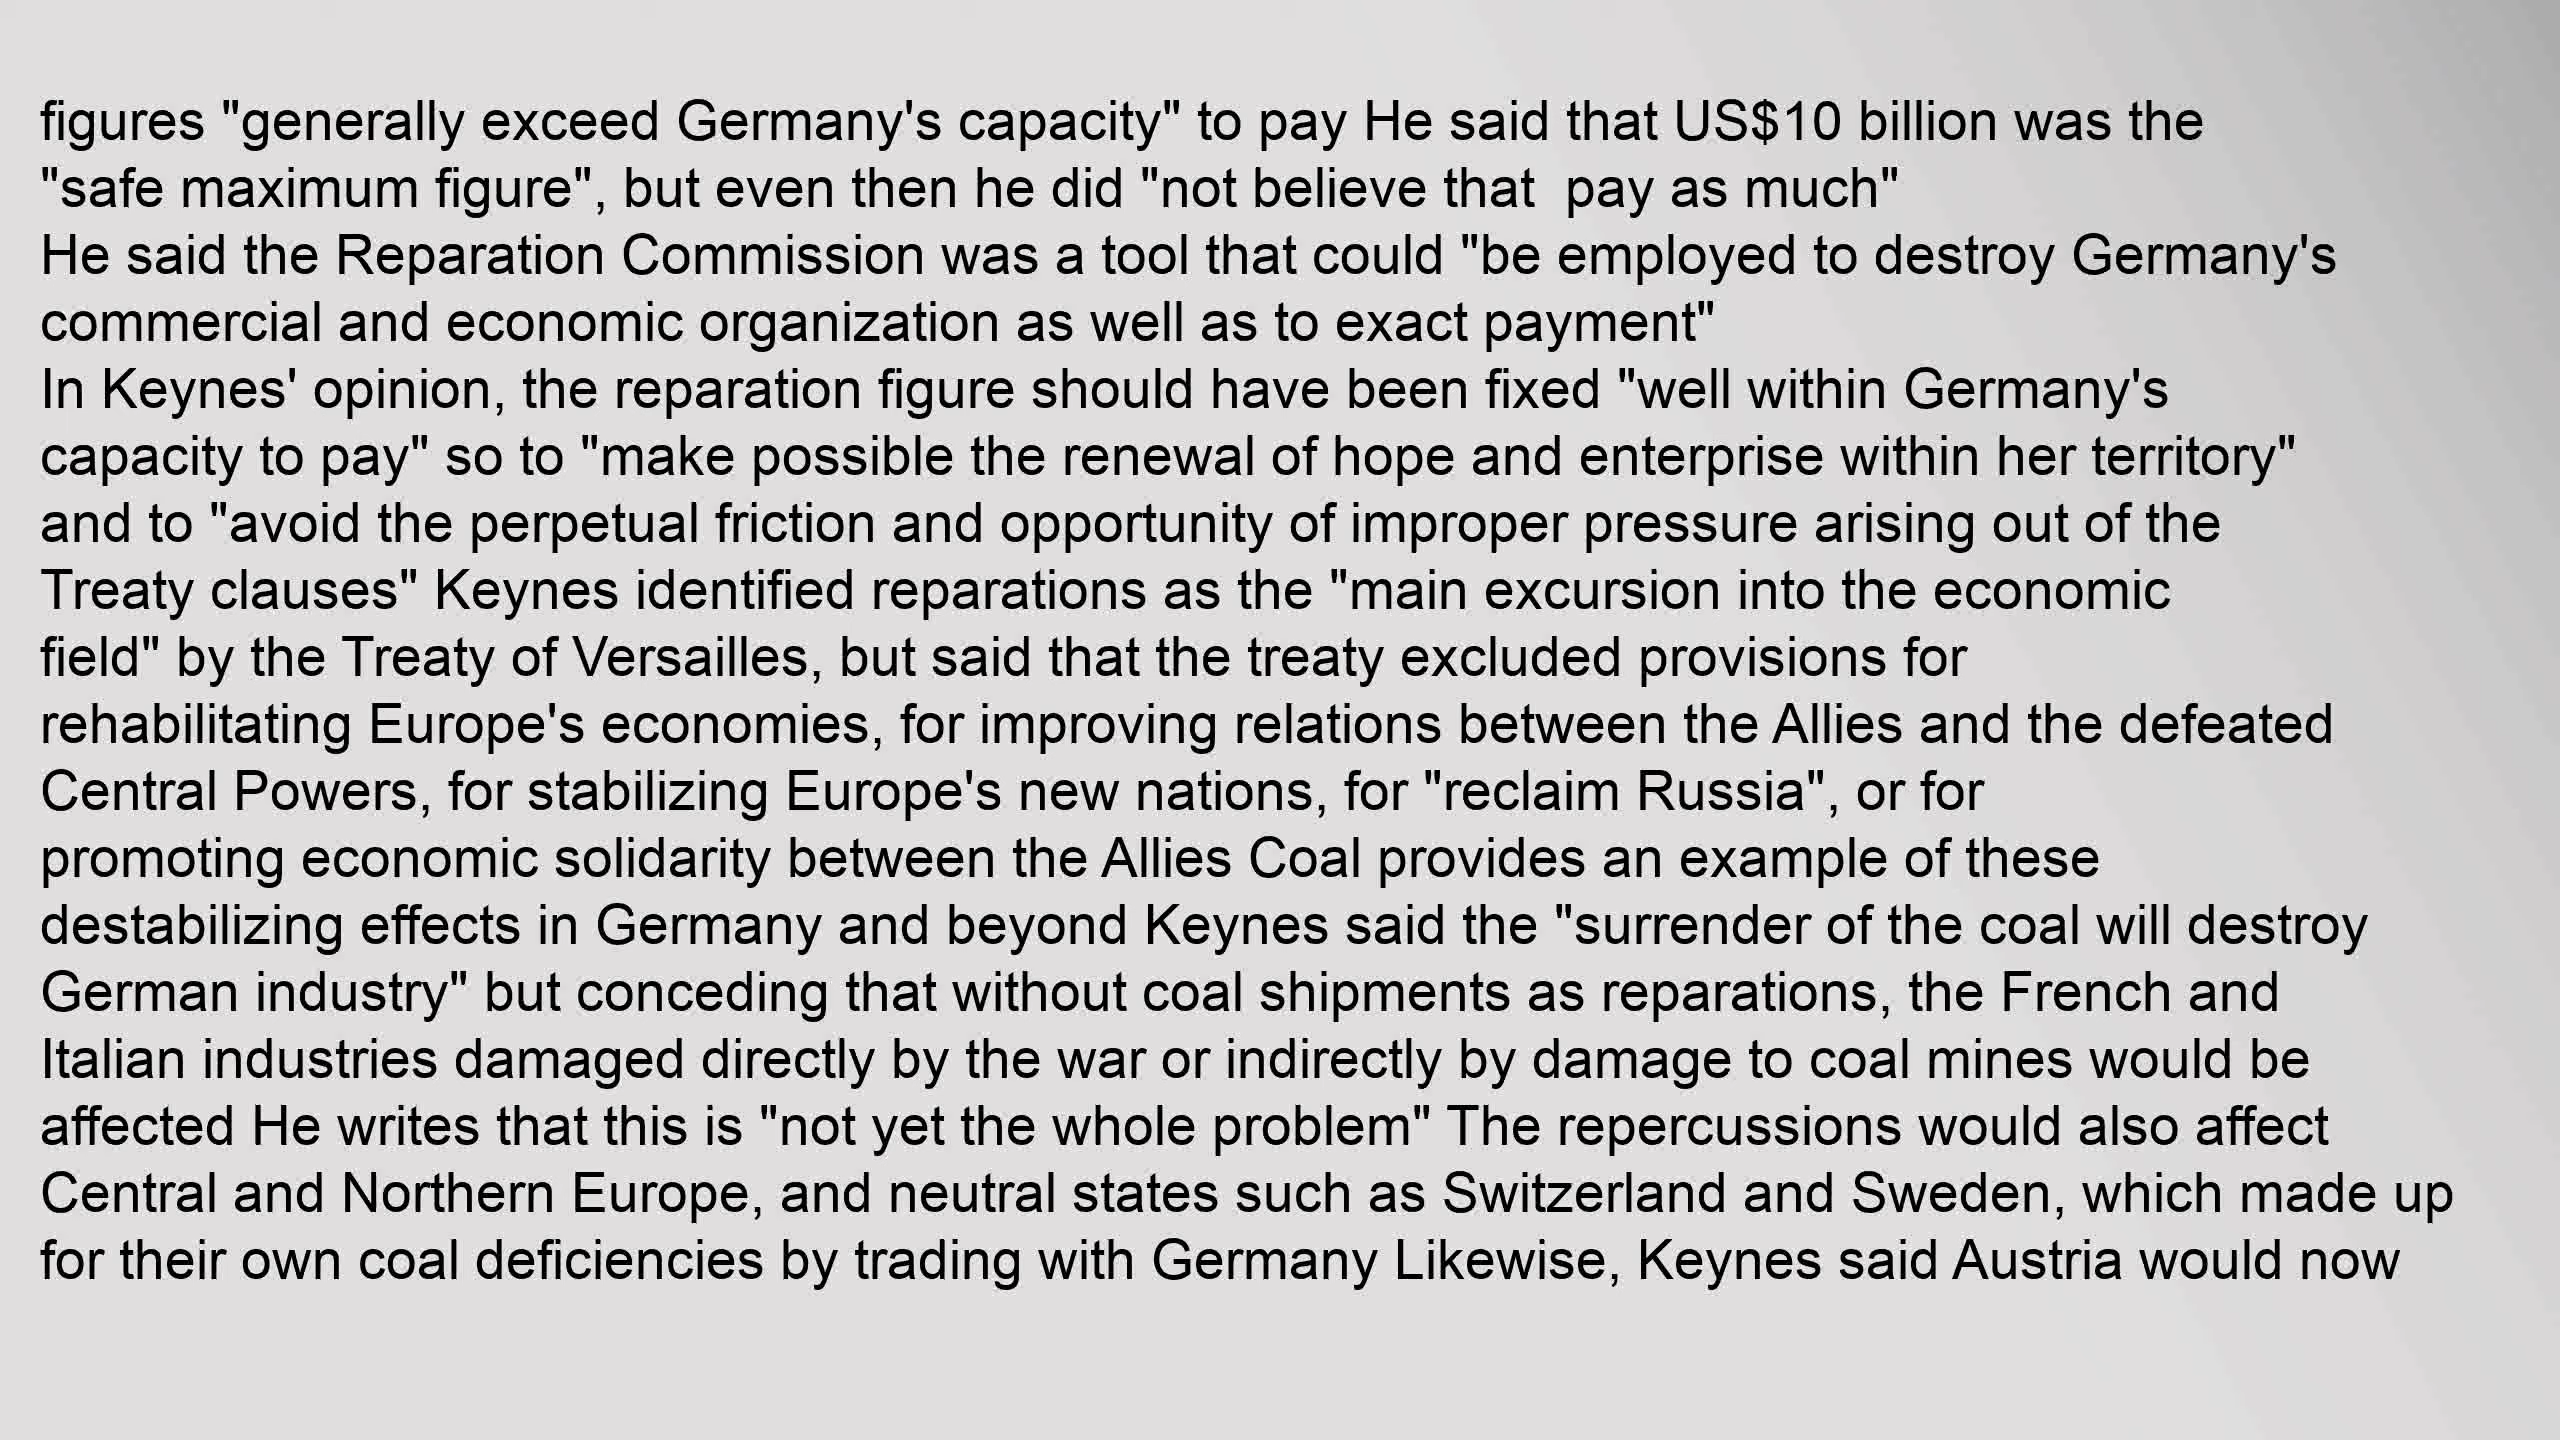 figures "generally exceed Germany's capacity" to pay He said that US$10 billion was the
"safe maximum figure", but even then he did "not believe that  pay as much"
He said the Reparation Commission was a tool that could "be employed to destroy Germany's
commercial and economic organization as well as to exact payment"
In Keynes' opinion, the reparation figure should have been fixed "well within Germany's
capacity to pay" so to "make possible the renewal of hope and enterprise within her territory"
and to "avoid the perpetual friction and opportunity of improper pressure arising out of the
Treaty clauses" Keynes identified reparations as the "main excursion into the economic
field" by the Treaty of Versailles, but said that the treaty excluded provisions for
rehabilitating Europe's economies, for improving relations between the Allies and the defeated
Central Powers, for stabilizing Europe's new nations, for "reclaim Russia", or for
promoting economic solidarity between the Allies Coal provides an example of these
destabilizing effects in Germany and beyond Keynes said the "surrender of the coal will destroy
German industry" but conceding that without coal shipments as reparations, the French and
Italian industries damaged directly by the war or indirectly by damage to coal mines would be
affected He writes that this is "not yet the whole problem" The repercussions would also affect
Central and Northern Europe, and neutral states such as Switzerland and Sweden, which made up
for their own coal deficiencies by trading with Germany Likewise, Keynes said Austria would now